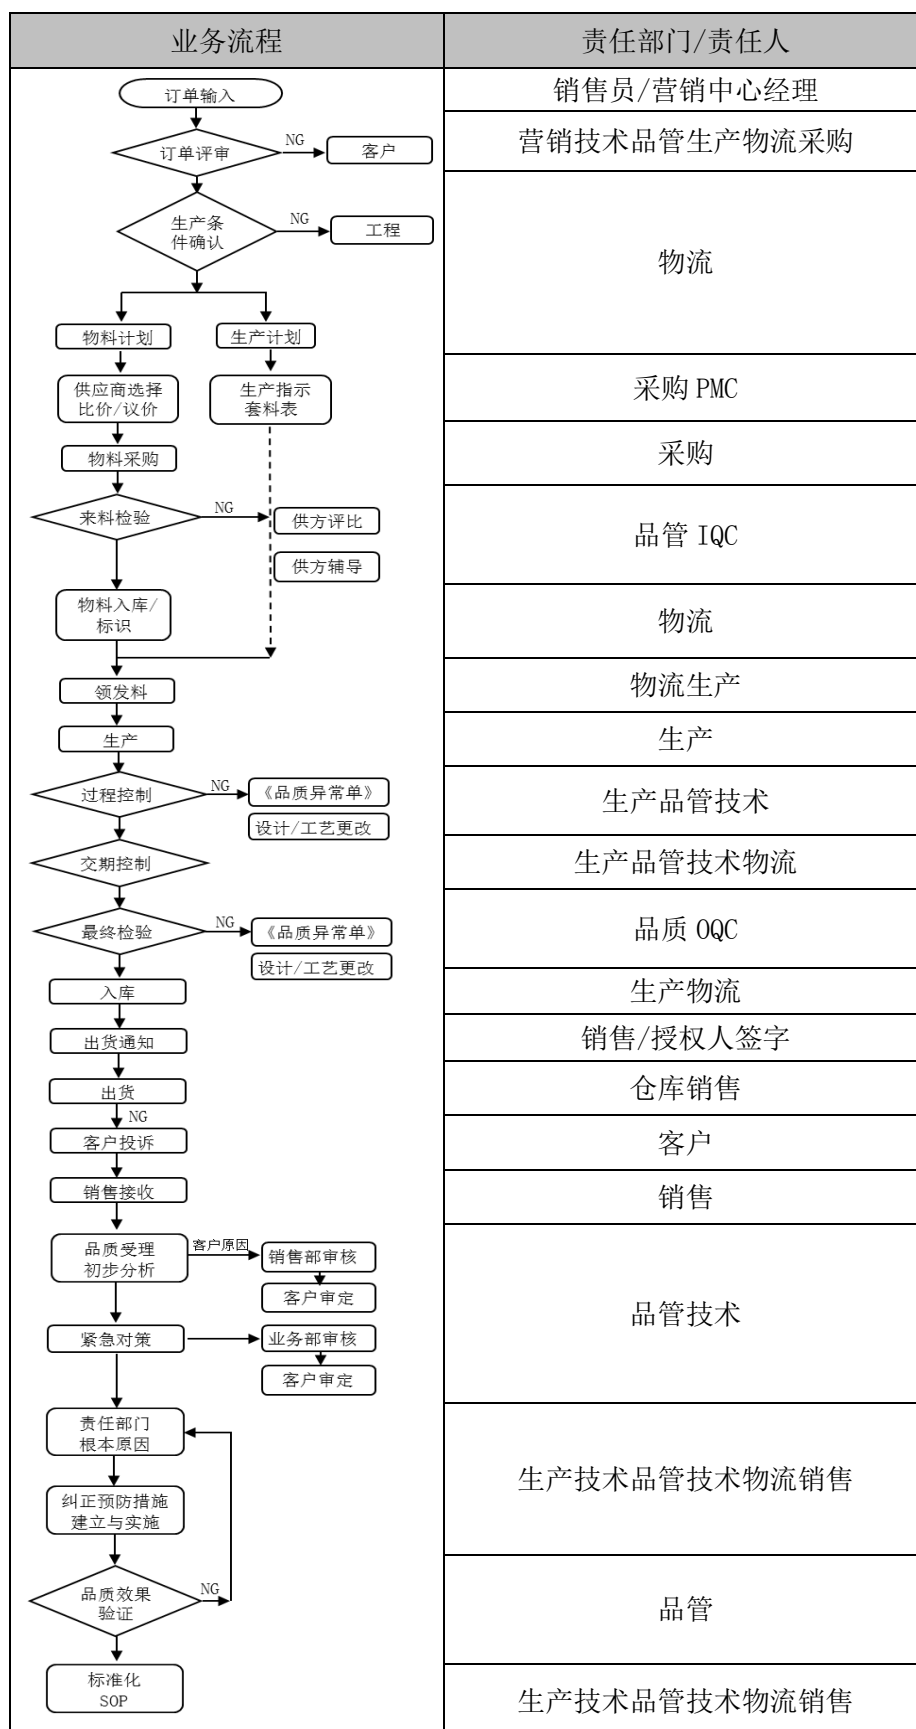 业务流程
责任部门/责任人
订单输入
销售员/营销中心经理
订单评审
NG
客户
营销技术品管生产物流采购
生产条
件确认
NG
工程
物流
物料计划
生产计划
供应商选择
比价/议价
生产指示
套料表
采购 PMC
物料采购
采购
来料检验
NG
供方评比
供方辅导
品管 IQC
物料入库/
标识
物流
领发料
物流生产
生产
生产
过程控制
NG
《品质异常单》
设计/工艺更改
生产品管技术
交期控制
生产品管技术物流
最终检验
NG
《品质异常单》
设计/工艺更改
品质 OQC
入库
生产物流
出货通知
销售/授权人签字
出货
仓库销售
NG
客户投诉
客户
销售接收
销售
品质受理
初步分析
客户原因
销售部审核
客户审定
品管技术
紧急对策
业务部审核
客户审定
责任部门
根本原因
生产技术品管技术物流销售
纠正预防措施
建立与实施
品质效果
验证
NG
品管
标准化
SOP
生产技术品管技术物流销售